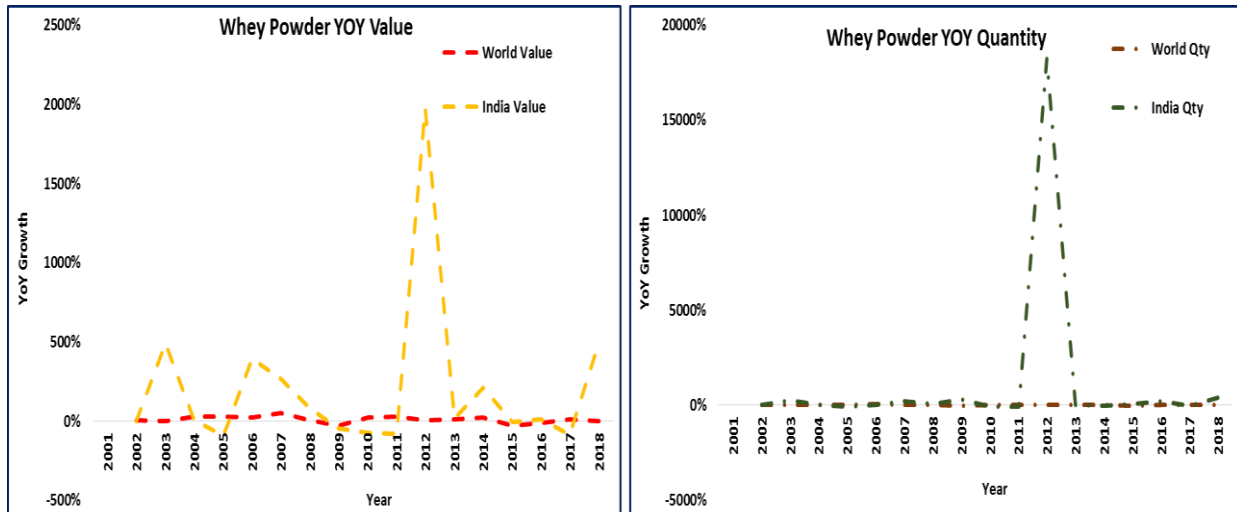 Whey Powder YOY Value
World Value
India Value
2500%
2000%
1500%
1000%
500%
0%
-500%
YoY Growth
2001 2002 2003 2004 2005 2006 2007 2008 2009 2010 2011 2012 2013 2014 2015 2016 2017 2018
Year
Whey Powder YOY Quantity
World Qty
India Qty
20000%
15000%
10000%
5000%
0%
-5000%
YoY Growth
2001 2002 2003 2004 2005 2006 2007 2008 2009 2010 2011 2012 2013 2014 2015 2016 2017 2018
Year